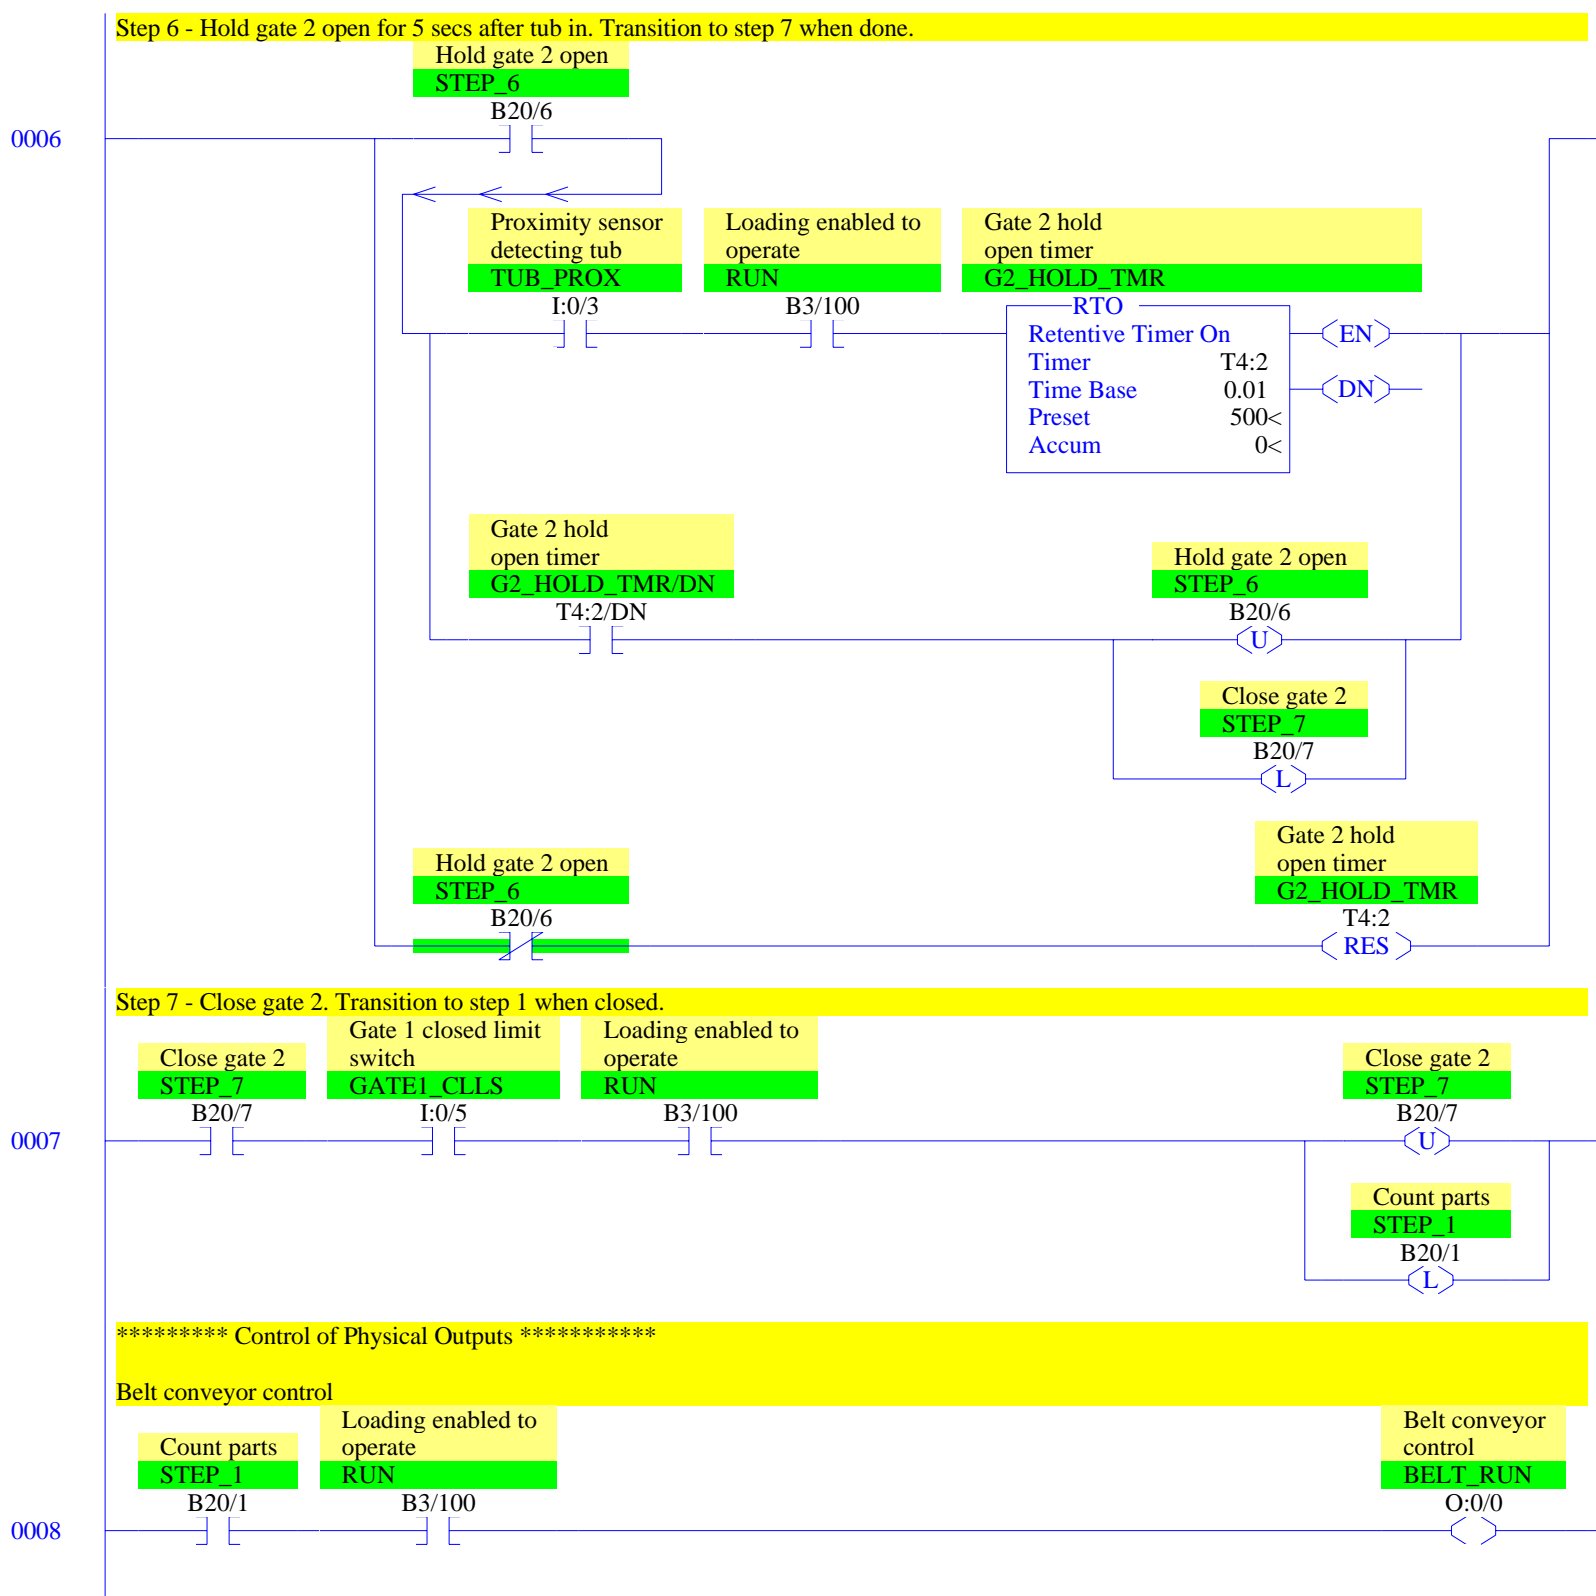 Step 6 - Hold gate 2 open for 5 secs after tub in. Transition to step 7 when done.
Hold gate 2 open
STEP_6
B20/6
0006
Proximity sensor
detecting tub
TUB_PROX
I:0/3
Loading enabled to
operate
RUN
B3/100
Gate 2 hold
open timer
G2_HOLD_TMR
RTO
Retentive Timer On
Timer T4:2
Time Base 0.01
Preset 500<
Accum 0<
EN
DN
Gate 2 hold
open timer
G2_HOLD_TMR/DN
T4:2/DN
Hold gate 2 open
STEP_6
B20/6
U
Close gate 2
STEP_7
B20/7
L
Hold gate 2 open
STEP_6
B20/6
Gate 2 hold
open timer
G2_HOLD_TMR
T4:2
RES
Step 7 - Close gate 2. Transition to step 1 when closed.
Close gate 2
STEP_7
B20/7
Gate 1 closed limit
switch
GATE1_CLLS
I:0/5
Loading enabled to
operate
RUN
B3/100
Close gate 2
STEP_7
B20/7
0007
U
Count parts
STEP_1
B20/1
L
********* Control of Physical Outputs ***********
Belt conveyor control
Count parts
STEP_1
B20/1
Loading enabled to
operate
RUN
B3/100
Belt conveyor
control
BELT_RUN
O:0/0
0008